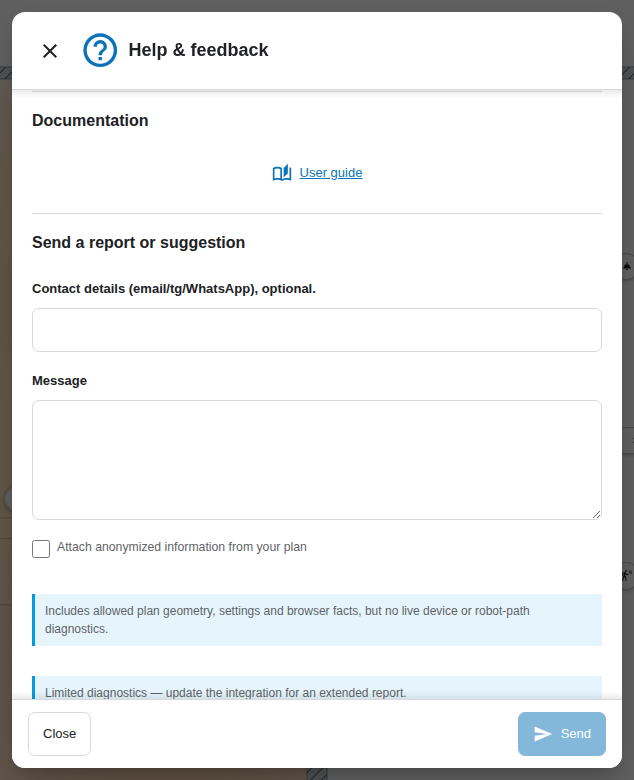 Help & feedback
Documentation
User guide
Send a report or suggestion
Contact details (email/tg/WhatsApp), optional.
Message
Attach anonymized information from your plan
Includes allowed plan geometry, settings and browser facts, but no live device or robot-path
diagnostics.
Limited diagnostics — update the integration for an extended report.
Close
Send